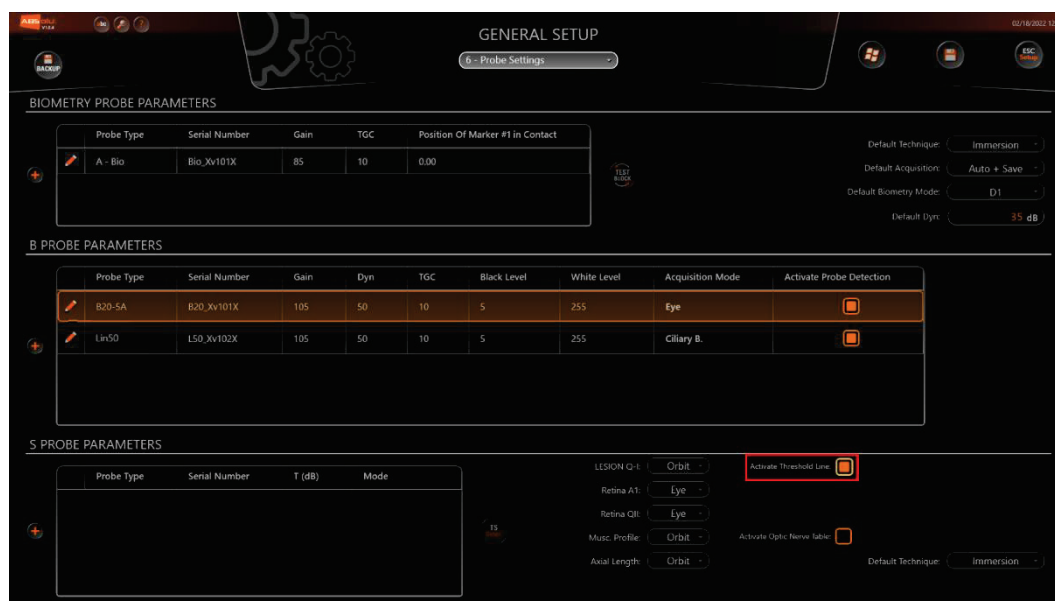 ABSolu
V1.0.4
02/18/2022 12
GENERAL SETUP
6 - Probe Settings
BACKUP
ESC
Setup
BIOMETRY PROBE PARAMETERS
Probe Type Serial Number Gain TGC Position Of Marker #1 in Contact
A - Bio Bio_Xv101X 85 10 0.00
TEST
BLOCK
Default Technique: Immersion
Default Acquisition: Auto + Save
Default Biometry Mode: D1
Default Dyn: 35 dB
B PROBE PARAMETERS
Probe Type Serial Number Gain Dyn TGC Black Level White Level Acquisition Mode Activate Probe Detection
B20-5A B20_Xv101X 105 50 10 5 255 Eye
Lin50 L50_Xv102X 105 50 10 5 255 Ciliary B.
S PROBE PARAMETERS
Probe Type Serial Number T (dB) Mode
LESION Q-I: Orbit Activate Threshold Line:
Retina A1: Eye
Retina QII: Eye
TS
Musc. Profile: Orbit Activate Optic Nerve Table:
Axial Length: Orbit Default Technique: Immersion